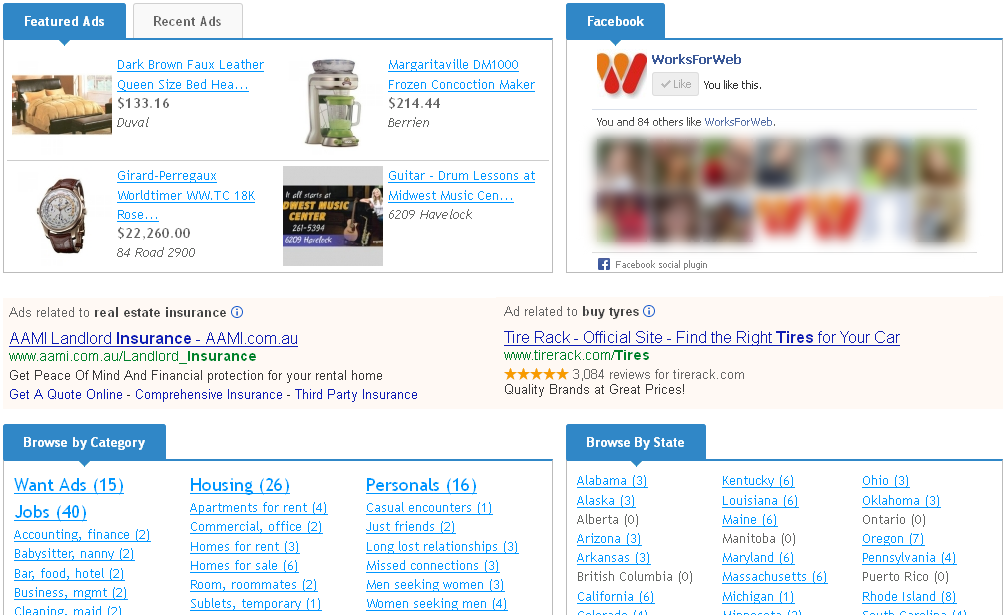 Featured Ads
Recent Ads
Dark Brown Faux Leather
Queen Size Bed Hea...
$133.16
Duval
Margaritaville DM1000
Frozen Concoction Maker
$214.44
Berrien
Girard-Perregaux
Worldtimer WW.TC 18K
Rose...
$22,260.00
84 Road 2900
It all starts at
DWEST MUSIC
CENTER
261-5394
6209 Havelock
Guitar - Drum Lessons at
Midwest Music Cen...
6209 Havelock
Facebook
WorksForWeb
Like
You like this.
You and 84 others like WorksForWeb.
Facebook social plugin
Ads related to real estate insurance
AAMI Landlord Insurance - AAMI.com.au
www.aami.com.au/Landlord_Insurance
Get Peace Of Mind And Financial protection for your rental home
Get A Quote Online - Comprehensive Insurance - Third Party Insurance
Ad related to buy tyres
Tire Rack - Official Site - Find the Right Tires for Your Car
www.tirerack.com/Tires
3,084 reviews for tirerack.com
Quality Brands at Great Prices!
Browse by Category
Want Ads (15)
Jobs (40)
Accounting, finance (2)
Babysitter, nanny (2)
Bar, food, hotel (2)
Business, mgmt (2)
Cleaning, maid (2)
Housing (26)
Apartments for rent (4)
Commercial, office (2)
Homes for rent (3)
Homes for sale (6)
Room, roommates (2)
Sublets, temporary (1)
Personals (16)
Casual encounters (1)
Just friends (2)
Long lost relationships (3)
Missed connections (3)
Men seeking women (3)
Women seeking men (4)
Browse By State
Alabama (3)
Alaska (3)
Alberta (0)
Arizona (3)
Arkansas (3)
British Columbia (0)
California (6)
Colorado (4)
Kentucky (6)
Louisiana (6)
Maine (6)
Manitoba (0)
Maryland (6)
Massachusetts (6)
Michigan (1)
Minnesota (2)
Ohio (3)
Oklahoma (3)
Ontario (0)
Oregon (7)
Pennsylvania (4)
Puerto Rico (0)
Rhode Island (8)
South Carolina (4)